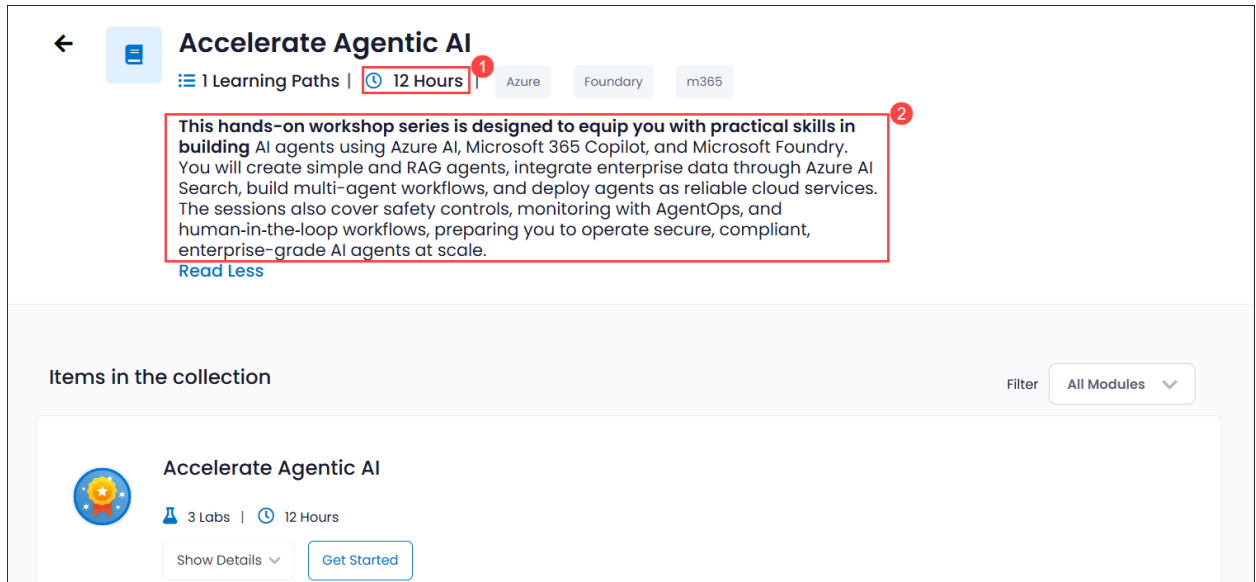 Accelerate Agentic AI
1 Learning Paths | 12 Hours | 1 Azure Foundary m365
2
This hands-on workshop series is designed to equip you with practical skills in
building AI agents using Azure AI, Microsoft 365 Copilot, and Microsoft Foundry.
You will create simple and RAG agents, integrate enterprise data through Azure AI
Search, build multi-agent workflows, and deploy agents as reliable cloud services.
The sessions also cover safety controls, monitoring with AgentOps, and
human-in-the-loop workflows, preparing you to operate secure, compliant,
enterprise-grade AI agents at scale.
Read Less
Items in the collection
Filter All Modules
Accelerate Agentic AI
3 Labs | 12 Hours
Show Details Get Started